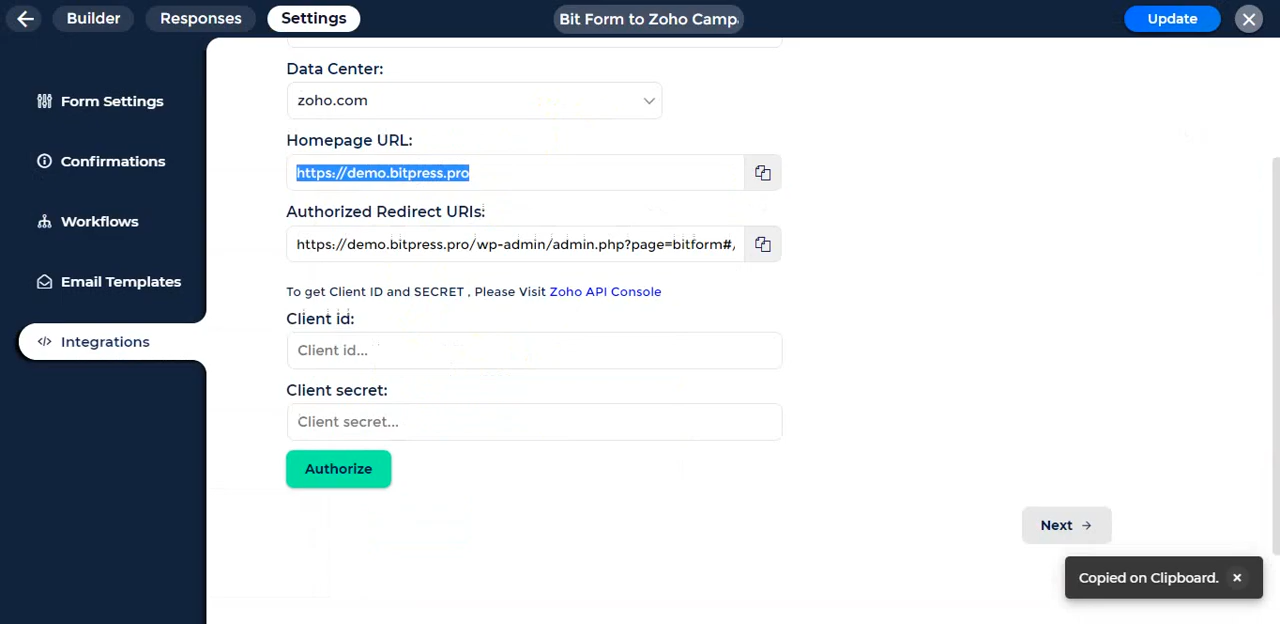 Builder
Responses
Settings
Bit Form to Zoho Camp
Update
Form Settings
Confirmations
Workflows
Email Templates
Integrations
Data Center:
zoho.com
Homepage URL:
https://demo.bitpress.pro
Authorized Redirect URIs:
https://demo.bitpress.pro/wp-admin/admin.php?page=bitform#/
To get Client ID and SECRET , Please Visit Zoho API Console
Client id:
Client id...
Client secret:
Client secret...
Authorize
Next
Copied on Clipboard.